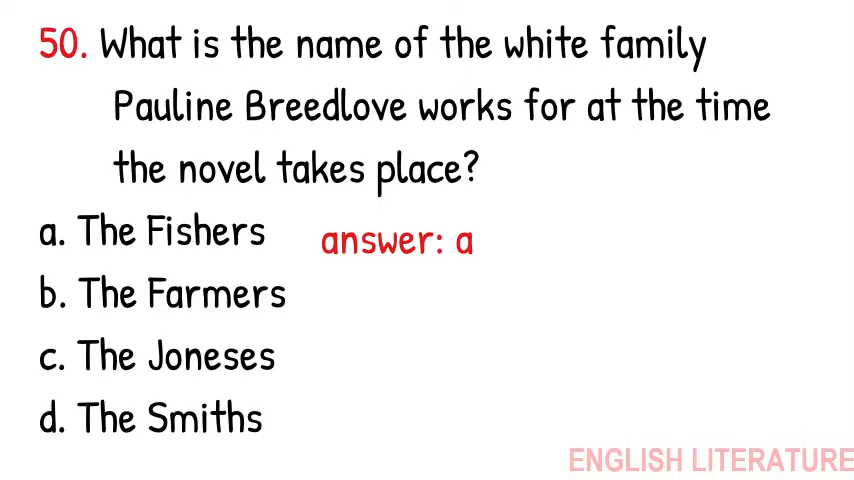 50. What is the name of the white family
Pauline Breedlove works for at the time
the novel takes place?
a. The Fishers
answer: a
b. The Farmers
c. The Joneses
d. The Smiths
ENGLISH LITERATURE